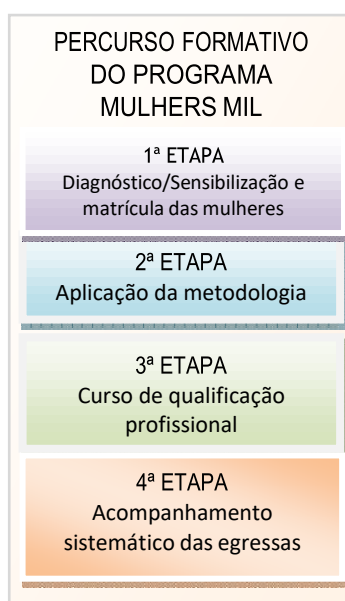 PERCURSO FORMATIVO
DO PROGRAMA
MULHERS MIL
1ª ETAPA
Diagnóstico/Sensibilização e
matrícula das mulheres
2ª ETAPA
Aplicação da metodologia
3ª ETAPA
Curso de qualificação
profissional
4ª ETAPA
Acompanhamento
sistemático das egressas